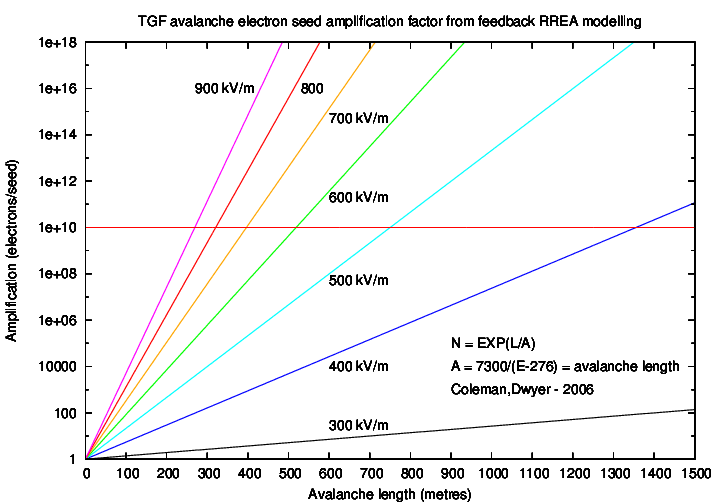 TGF avalanche electron seed amplification factor from feedback RREA modelling
1e+18
1e+16
1e+14
1e+12
1e+10
1e+08
1e+06
10000
100
1
Amplification (electrons/seed)
900 kV/m
800
700 kV/m
600 kV/m
500 kV/m
400 kV/m
300 kV/m
N = EXP(L/A)
A = 7300/(E-276) = avalanche length
Coleman,Dwyer - 2006
0 100 200 300 400 500 600 700 800 900 1000 1100 1200 1300 1400 1500
Avalanche length (metres)